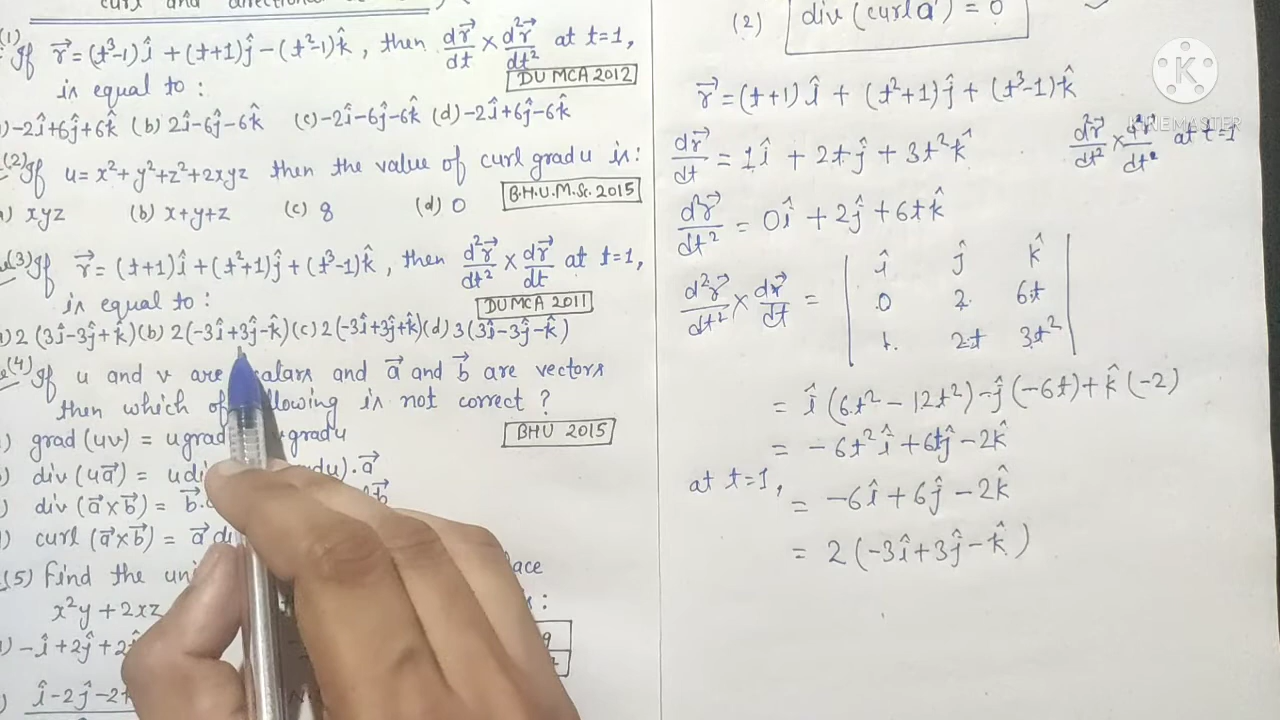 curl and
(1) If r⃗ = (t³-1)î + (t+1)ĵ - (t²-1)k̂, then dr⃗/dt × d²r⃗/dt² at t=1,
is equal to : DU MCA 2012
) -2î+6ĵ+6k̂ (b) 2î-6ĵ-6k̂ (c) -2î-6ĵ-6k̂ (d) -2î+6ĵ-6k̂
(2) If u = x²+y²+z²+2xyz then the value of curl grad u is :
B.H.U.M.Sc. 2015
) xyz (b) x+y+z (c) 8 (d) 0
(3) If r⃗ = (t+1)î+(t²+1)ĵ+(t³-1)k̂, then d²r⃗/dt² × dr⃗/dt at t=1,
is equal to : DU MCA 2011
) 2(3î-3ĵ+k̂) (b) 2(-3î+3ĵ-k̂) (c) 2(-3î+3ĵ+k̂) (d) 3(3î-3ĵ-k̂)
(4) If u and v are and a⃗ and b⃗ are vectors
then which of is not correct ?
) grad (uv) = u grad v grad u BHU 2015
) div (ua⃗) = u . a⃗
) div (a⃗×b⃗) = b⃗. b⃗
) curl (a⃗×b⃗) = a⃗
(5) Find the
x²y + 2xz
) -î+2ĵ+2
) î-2ĵ-2
(2) div (curl a⃗) = 0
K
KINEMASTER
r⃗ = (t+1)î + (t²+1)ĵ + (t³-1)k̂
dr⃗/dt = 1î + 2tĵ + 3t²k̂
d²r⃗/dt² × d²r⃗/dt² at t=1
d²r⃗/dt² = 0î + 2ĵ + 6tk̂
d²r⃗/dt² × dr⃗/dt = | î ĵ k̂ |
0 2 6t
1 2t 3t²
= î(6t²-12t²) - ĵ(-6t) + k̂(-2)
= -6t²î + 6tĵ - 2k̂
at t=1, = -6î + 6ĵ - 2k̂
= 2(-3î+3ĵ-k̂)